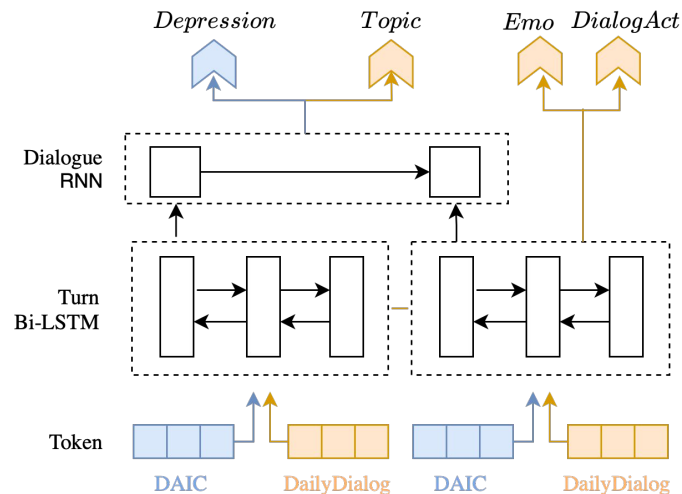 Depression Topic Emo DialogAct
Dialogue
RNN
Turn
Bi-LSTM
Token
DAIC DailyDialog DAIC DailyDialog